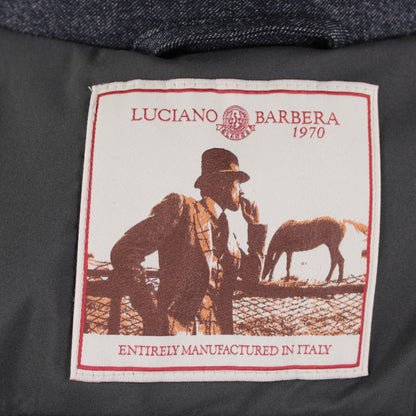 LUCIANO BARBERA
1970
ENTIRELY MANUFACTURED IN ITALY